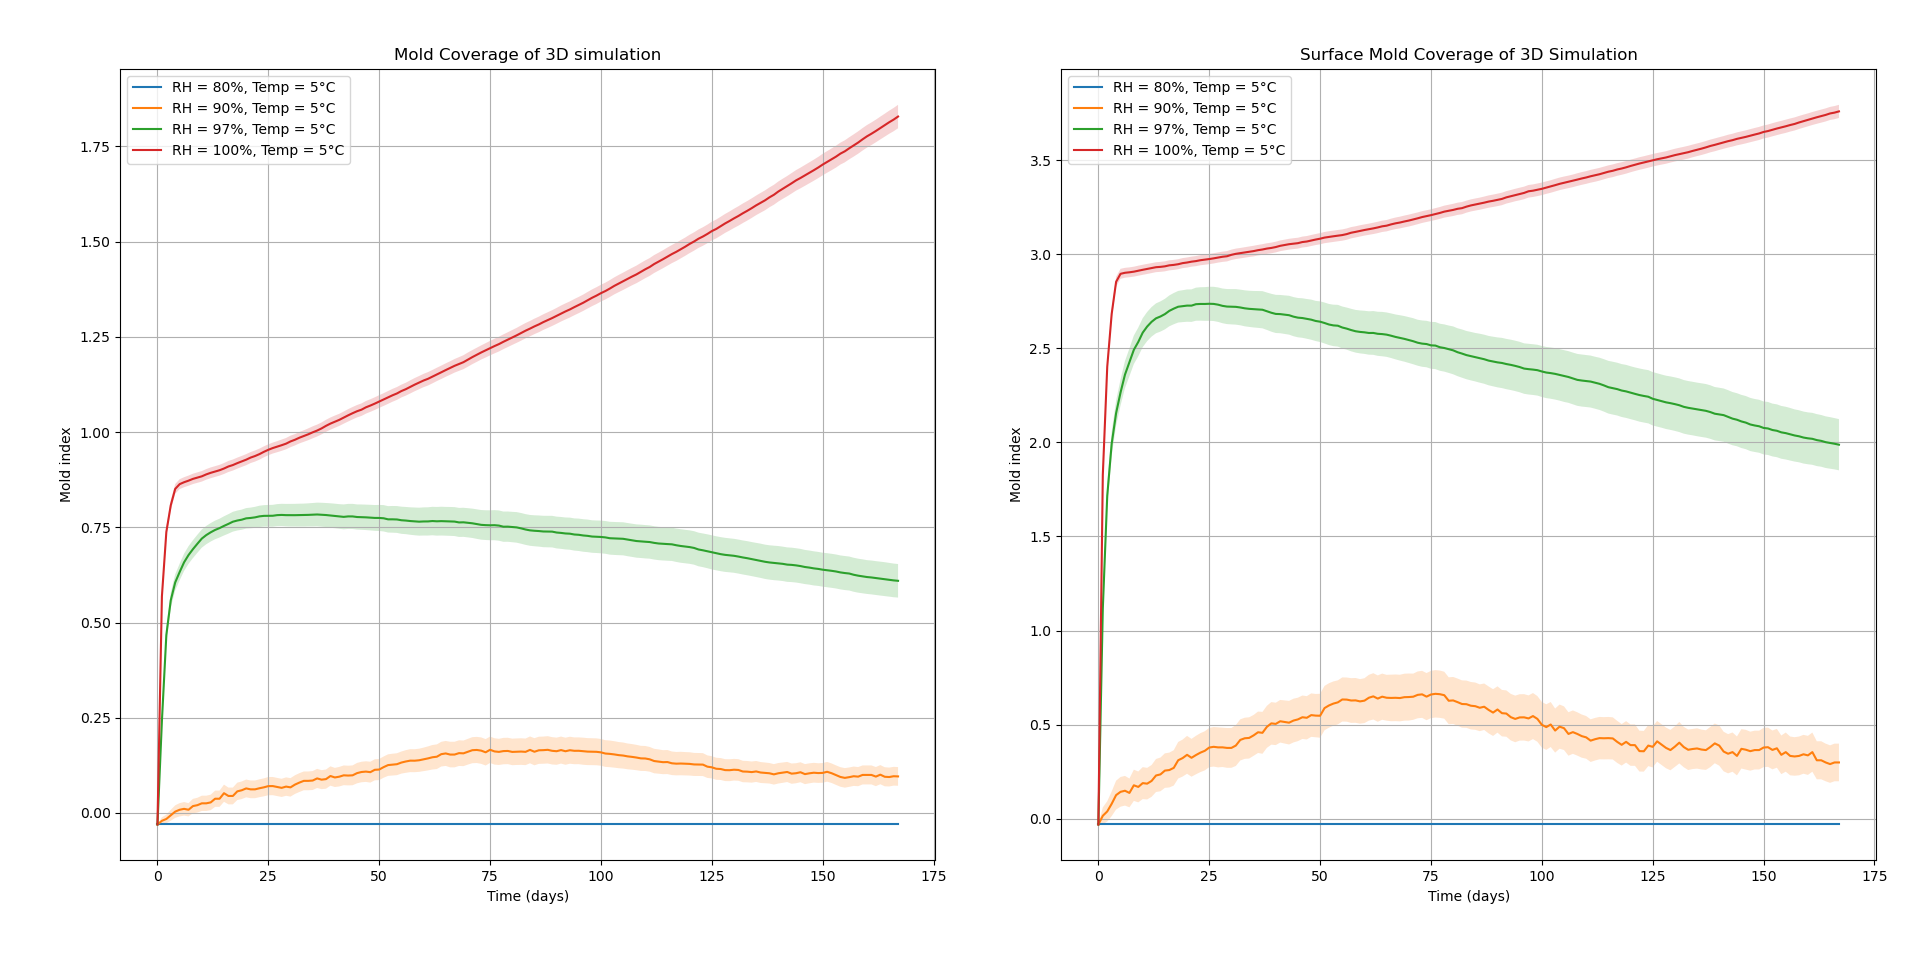 Mold Coverage of 3D simulation
RH = 80%, Temp = 5°C
RH = 90%, Temp = 5°C
RH = 97%, Temp = 5°C
RH = 100%, Temp = 5°C
1.75
1.50
1.25
1.00
0.75
0.50
0.25
0.00
Mold index
0 25 50 75 100 125 150 175
Time (days)
Surface Mold Coverage of 3D Simulation
RH = 80%, Temp = 5°C
RH = 90%, Temp = 5°C
RH = 97%, Temp = 5°C
RH = 100%, Temp = 5°C
3.5
3.0
2.5
2.0
1.5
1.0
0.5
0.0
Mold index
0 25 50 75 100 125 150 175
Time (days)